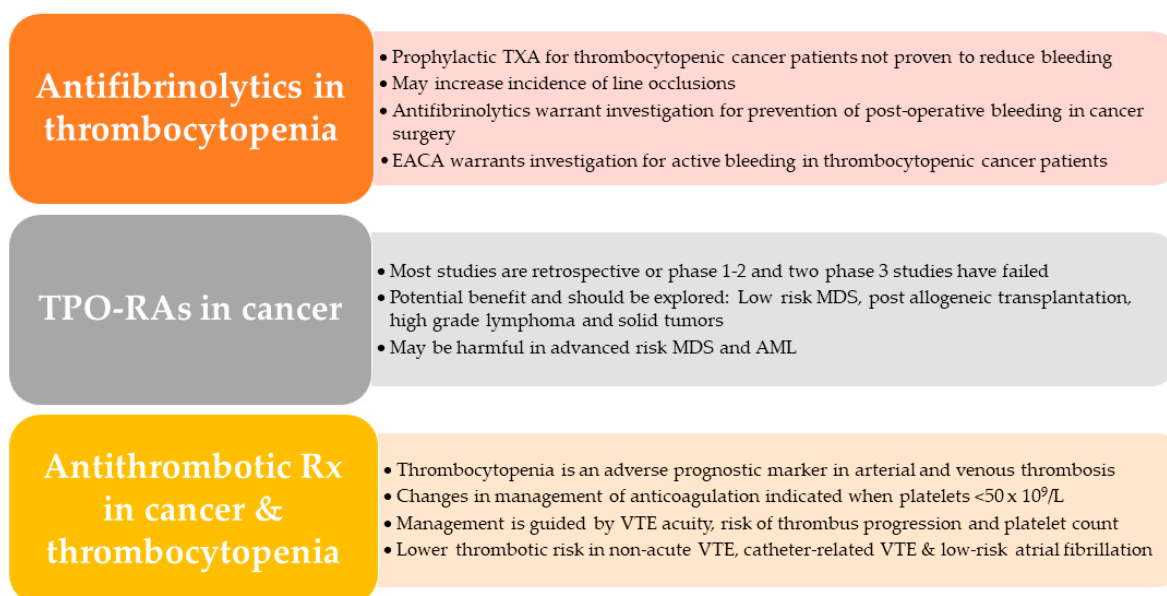 Antifibrinolytics in
thrombocytopenia
• Prophylactic TXA for thrombocytopenic cancer patients not proven to reduce bleeding
• May increase incidence of line occlusions
• Antifibrinolytics warrant investigation for prevention of post-operative bleeding in cancer
surgery
• EACA warrants investigation for active bleeding in thrombocytopenic cancer patients
TPO-RAs in cancer
• Most studies are retrospective or phase 1-2 and two phase 3 studies have failed
• Potential benefit and should be explored: Low risk MDS, post allogeneic transplantation,
high grade lymphoma and solid tumors
• May be harmful in advanced risk MDS and AML
Antithrombotic Rx
in cancer &
thrombocytopenia
• Thrombocytopenia is an adverse prognostic marker in arterial and venous thrombosis
• Changes in management of anticoagulation indicated when platelets <50 x 10⁹/L
• Management is guided by VTE acuity, risk of thrombus progression and platelet count
• Lower thrombotic risk in non-acute VTE, catheter-related VTE & low-risk atrial fibrillation